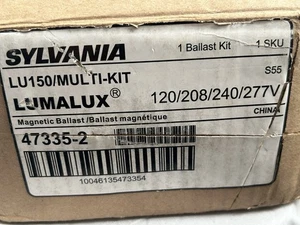 SYLVANIA 1 Ballast Kit 1 SKU
LU150/MULTI-KIT S55
LUMALUX® 120/208/240/277V
Magnetic Ballast /Ballast magnétique CHINA
47335-2
10046135473354